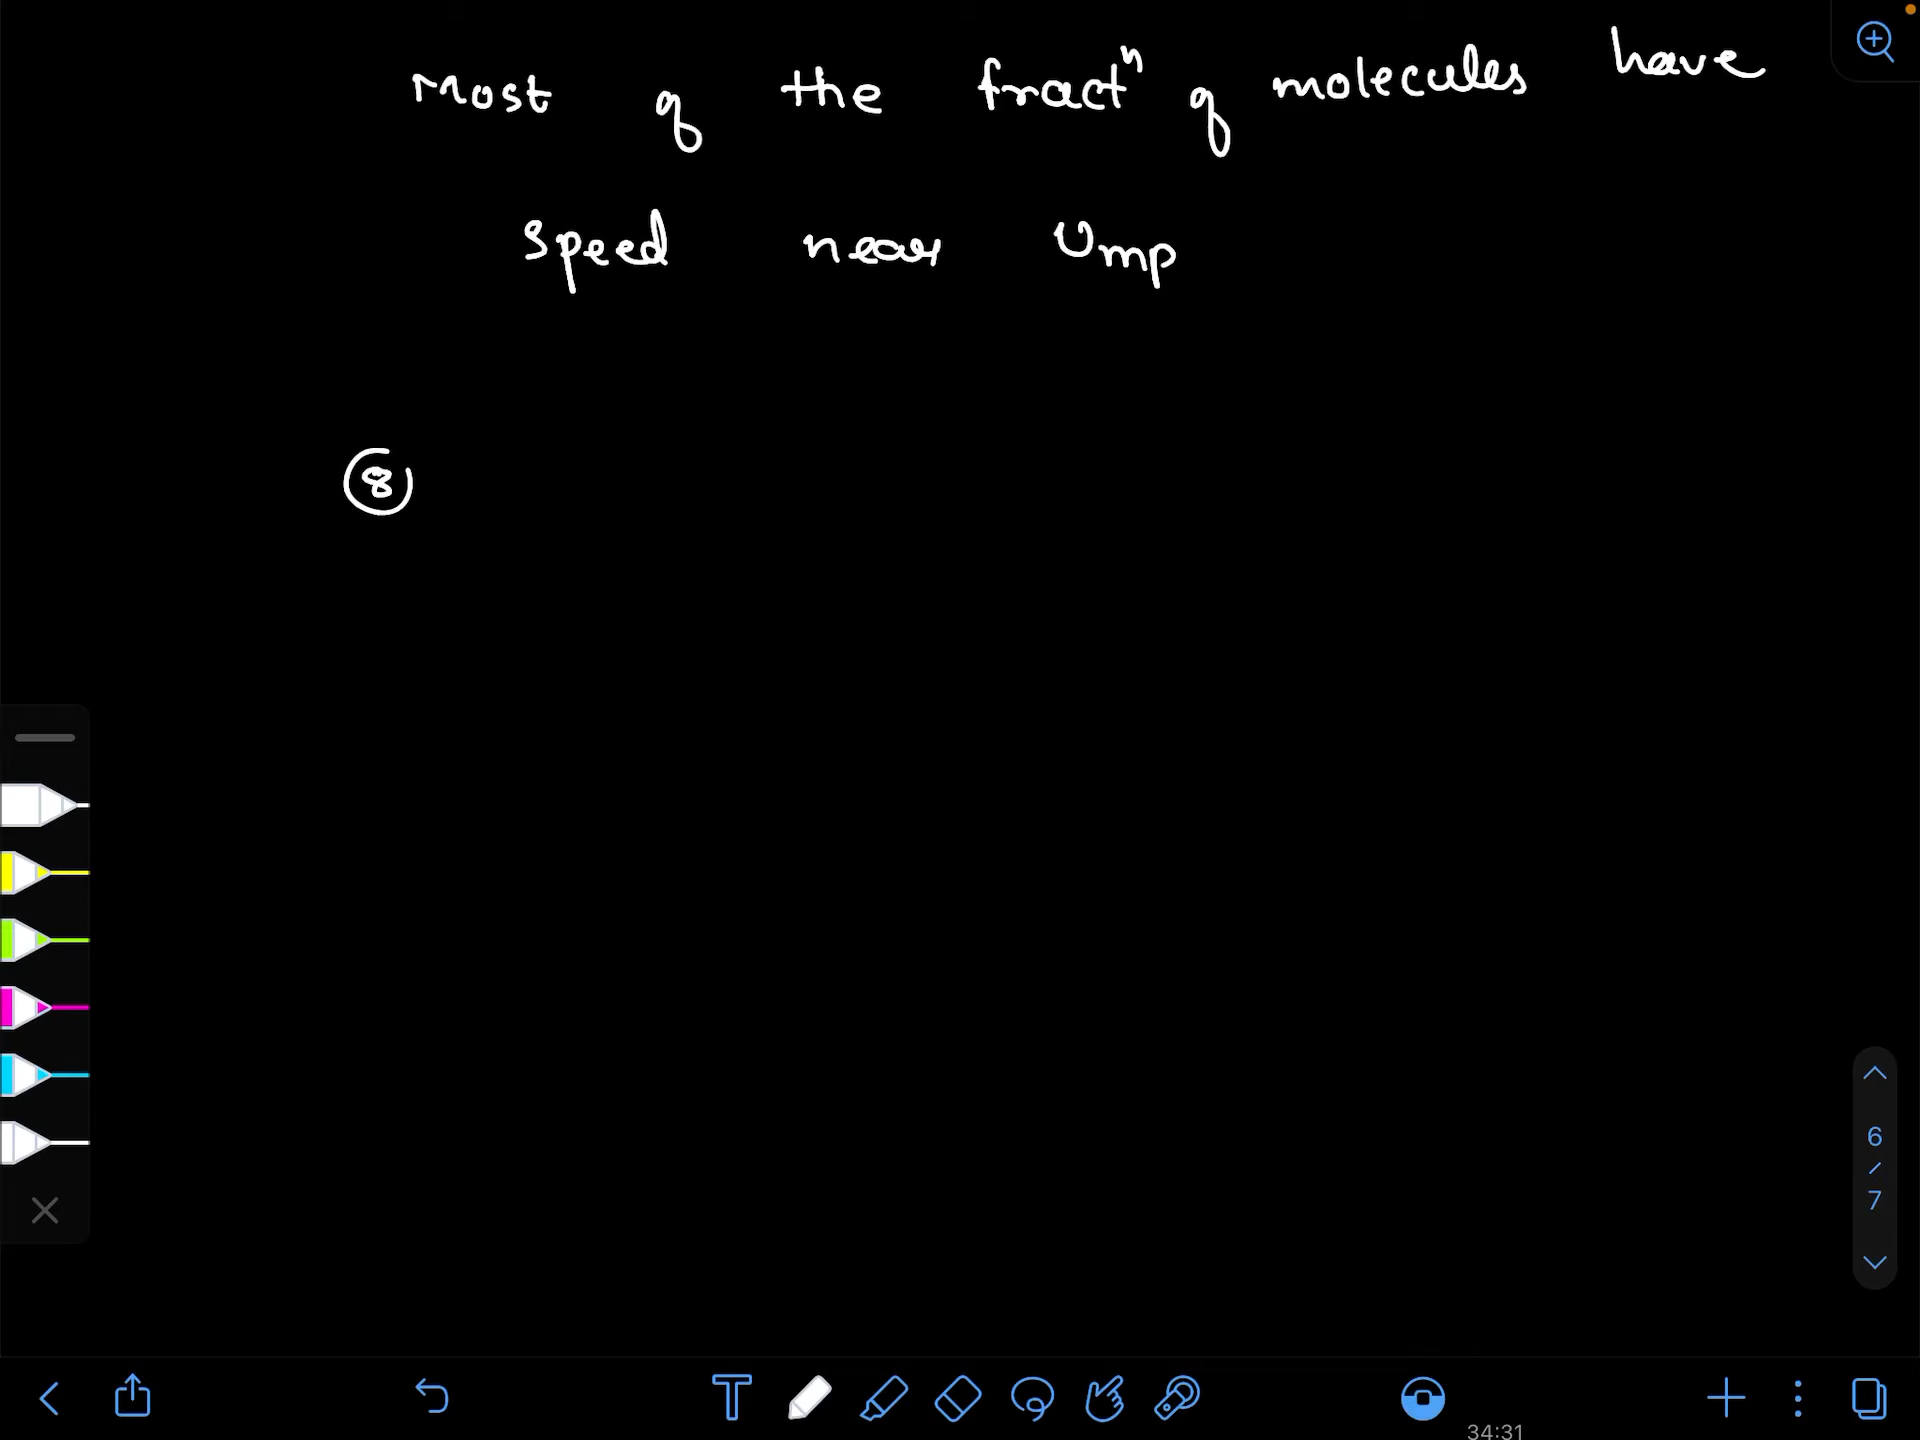 Most of the fractⁿ of molecules have
speed near Ump
⑧
6
/
7
34:31